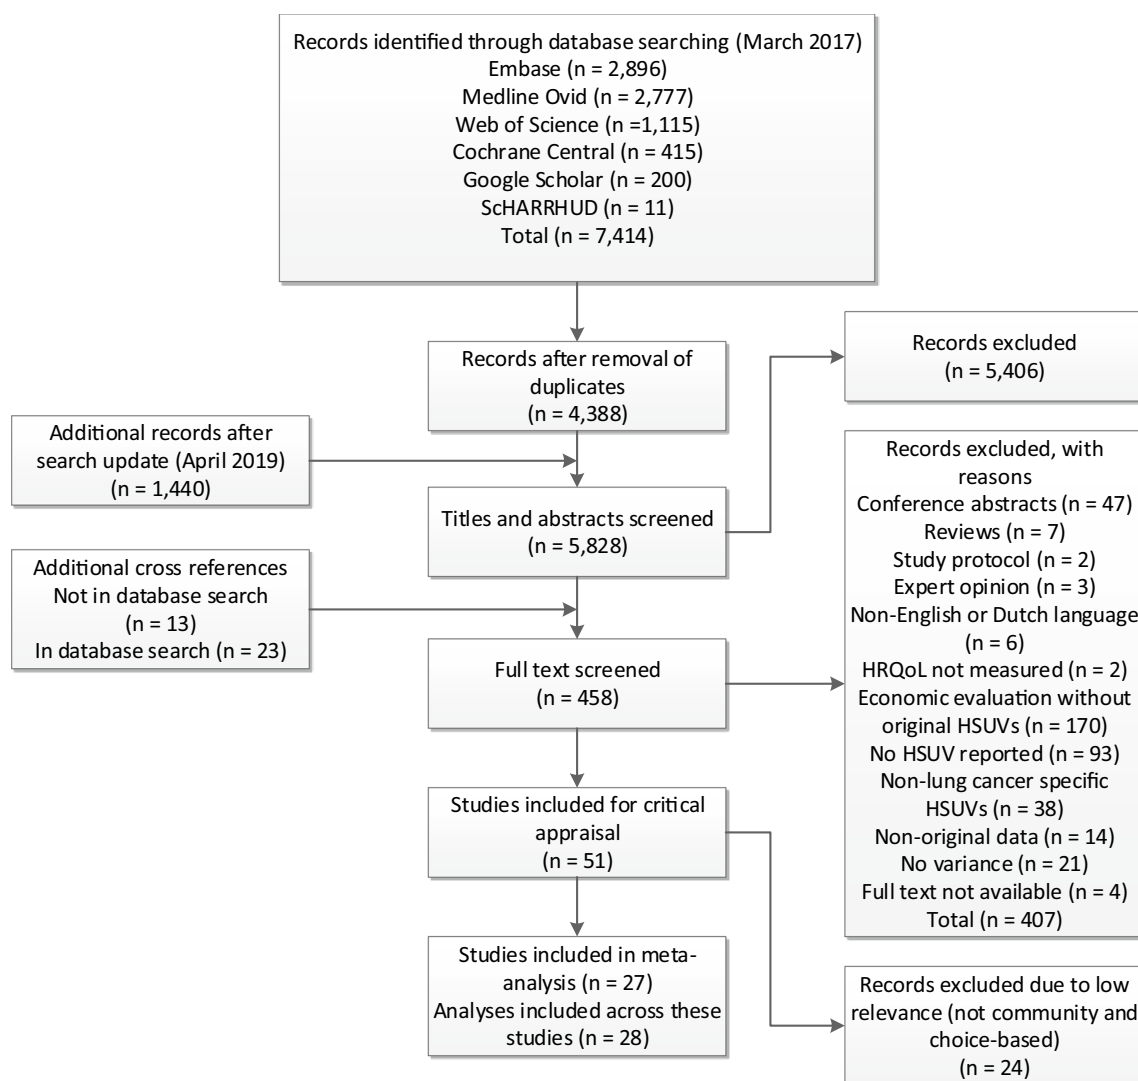 Records identified through database searching (March 2017)
Embase (n = 2,896)
Medline Ovid (n = 2,777)
Web of Science (n =1,115)
Cochrane Central (n = 415)
Google Scholar (n = 200)
ScHARRHUD (n = 11)
Total (n = 7,414)
Records after removal of
duplicates
(n = 4,388)
Records excluded
(n = 5,406)
Additional records after
search update (April 2019)
(n = 1,440)
Titles and abstracts screened
(n = 5,828)
Additional cross references
Not in database search
(n = 13)
In database search (n = 23)
Full text screened
(n = 458)
Records excluded, with
reasons
Conference abstracts (n = 47)
Reviews (n = 7)
Study protocol (n = 2)
Expert opinion (n = 3)
Non-English or Dutch language
(n = 6)
HRQoL not measured (n = 2)
Economic evaluation without
original HSUVs (n = 170)
No HSUV reported (n = 93)
Non-lung cancer specific
HSUVs (n = 38)
Non-original data (n = 14)
No variance (n = 21)
Full text not available (n = 4)
Total (n = 407)
Studies included for critical
appraisal
(n = 51)
Studies included in meta-
analysis (n = 27)
Analyses included across these
studies (n = 28)
Records excluded due to low
relevance (not community and
choice-based)
(n = 24)